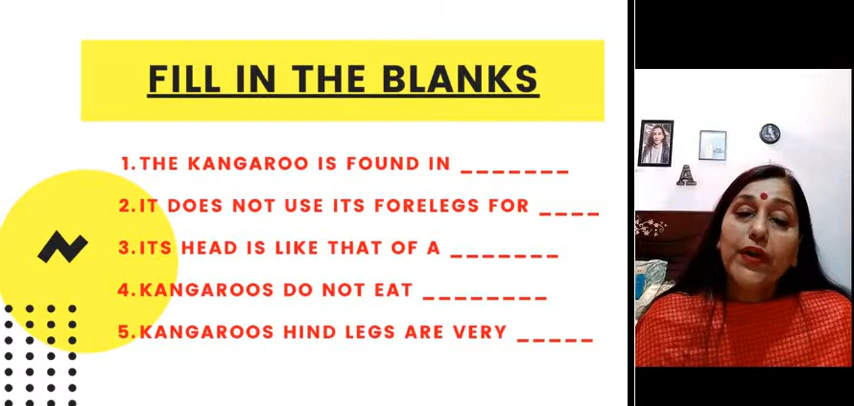 FILL IN THE BLANKS
1.THE KANGAROO IS FOUND IN _______
2.IT DOES NOT USE ITS FORELEGS FOR ____
3.ITS HEAD IS LIKE THAT OF A _______
4.KANGAROOS DO NOT EAT ________
5.KANGAROOS HIND LEGS ARE VERY _____
A